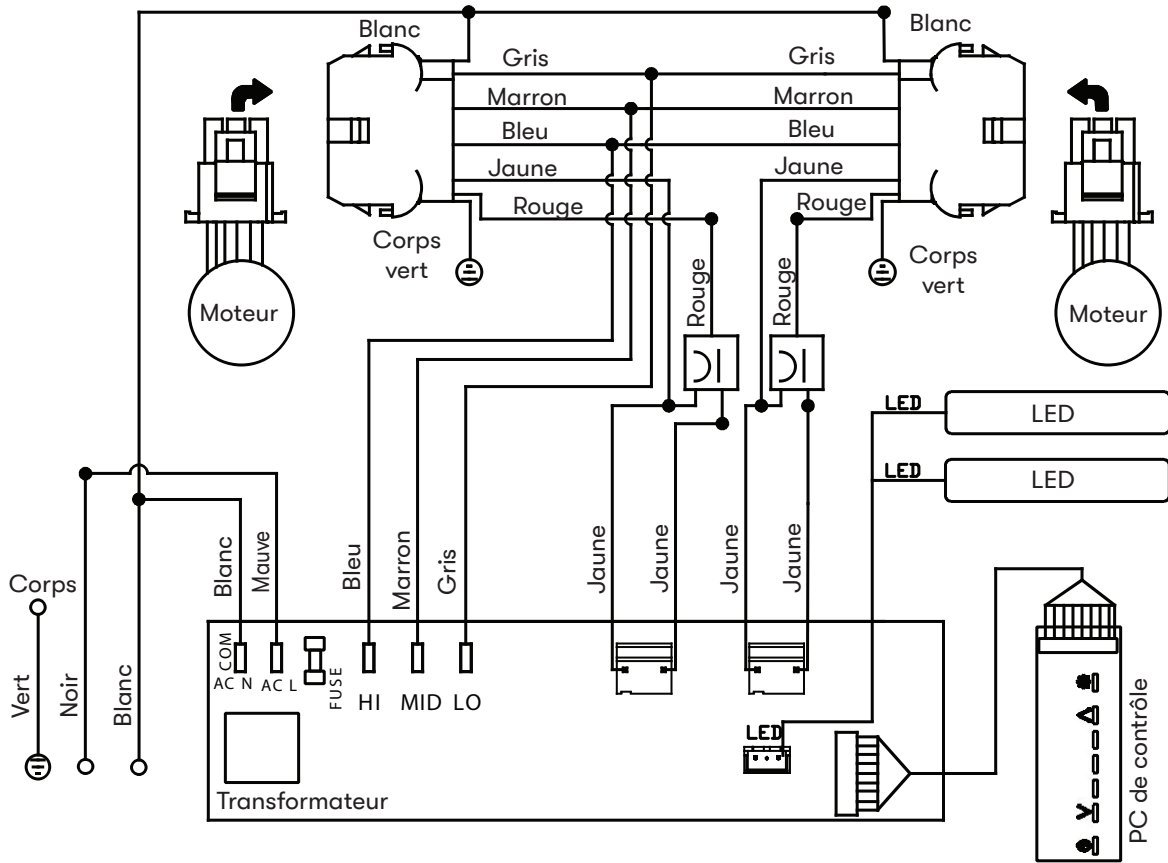 Blanc
Blanc
Gris
Gris
Marron
Marron
Bleu
Bleu
Jaune
Jaune
Rouge
Rouge
Corps
vert
Corps
vert
Moteur
Moteur
Rouge
Rouge
LED
LED
LED
LED
Blanc
Mauve
Bleu
Marron
Gris
Jaune
Jaune
Jaune
Jaune
Corps
Vert
Noir
Blanc
COM
AC N
AC L
FUSE
HI
MID
LO
LED
Transformateur
PC de contrôle